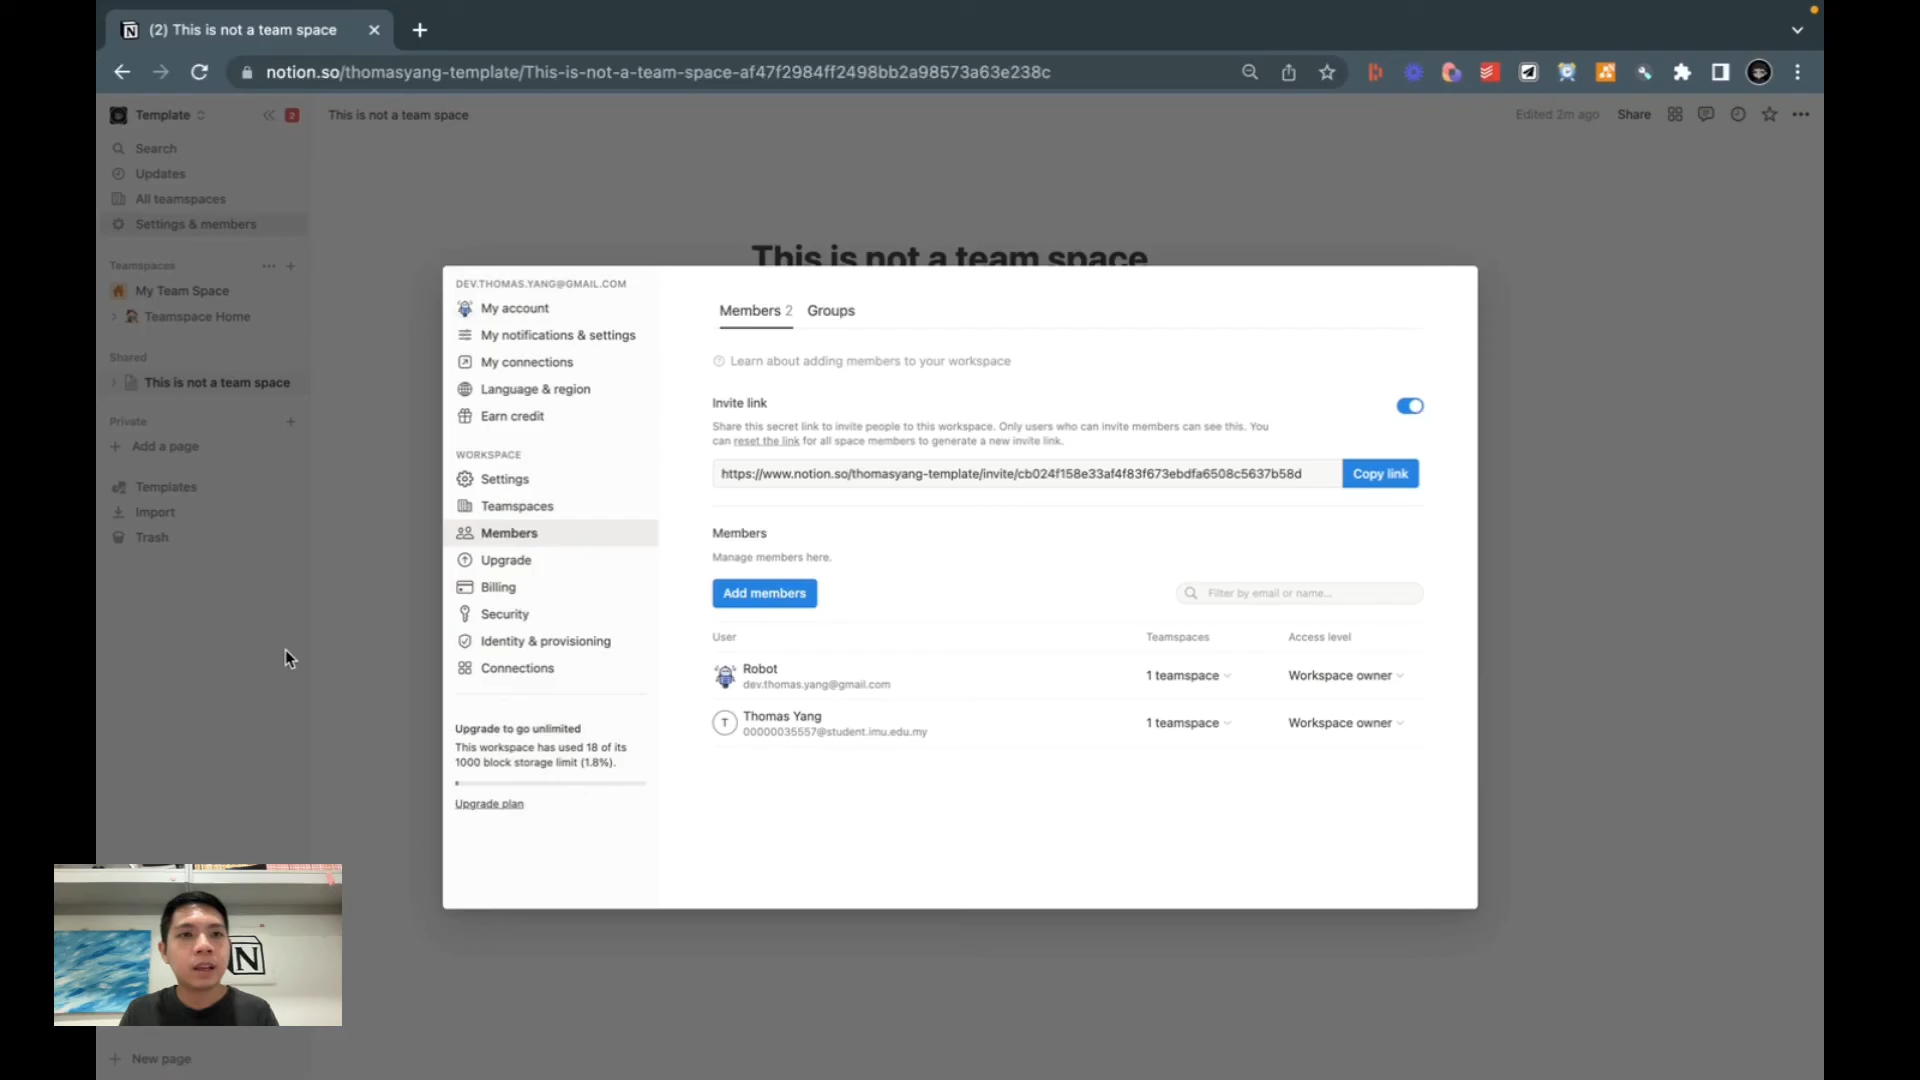 (2) This is not a team space
notion.so/thomasyang-template/This-is-not-a-team-space-af47f2984ff2498bb2a98573a63e238c
Template
2
This is not a team space
Edited 2m ago
Share
Search
Updates
All teamspaces
Settings & members
Teamspaces
My Team Space
Teamspace Home
Shared
This is not a team space
Private
Add a page
Templates
Import
Trash
New page
This is not a team space
DEV.THOMAS.YANG@GMAIL.COM
My account
My notifications & settings
My connections
Language & region
Earn credit
WORKSPACE
Settings
Teamspaces
Members
Upgrade
Billing
Security
Identity & provisioning
Connections
Upgrade to go unlimited
This workspace has used 18 of its
1000 block storage limit (1.8%).
Upgrade plan
Members 2 Groups
Learn about adding members to your workspace
Invite link
Share this secret link to invite people to this workspace. Only users who can invite members can see this. You
can reset the link for all space members to generate a new invite link.
https://www.notion.so/thomasyang-template/invite/cb024f158e33af4f83f673ebdfa6508c5637b58d
Copy link
Members
Manage members here.
Add members
Filter by email or name...
User Teamspaces Access level
Robot
dev.thomas.yang@gmail.com
1 teamspace Workspace owner
T
Thomas Yang
00000035557@student.imu.edu.my
1 teamspace Workspace owner
N